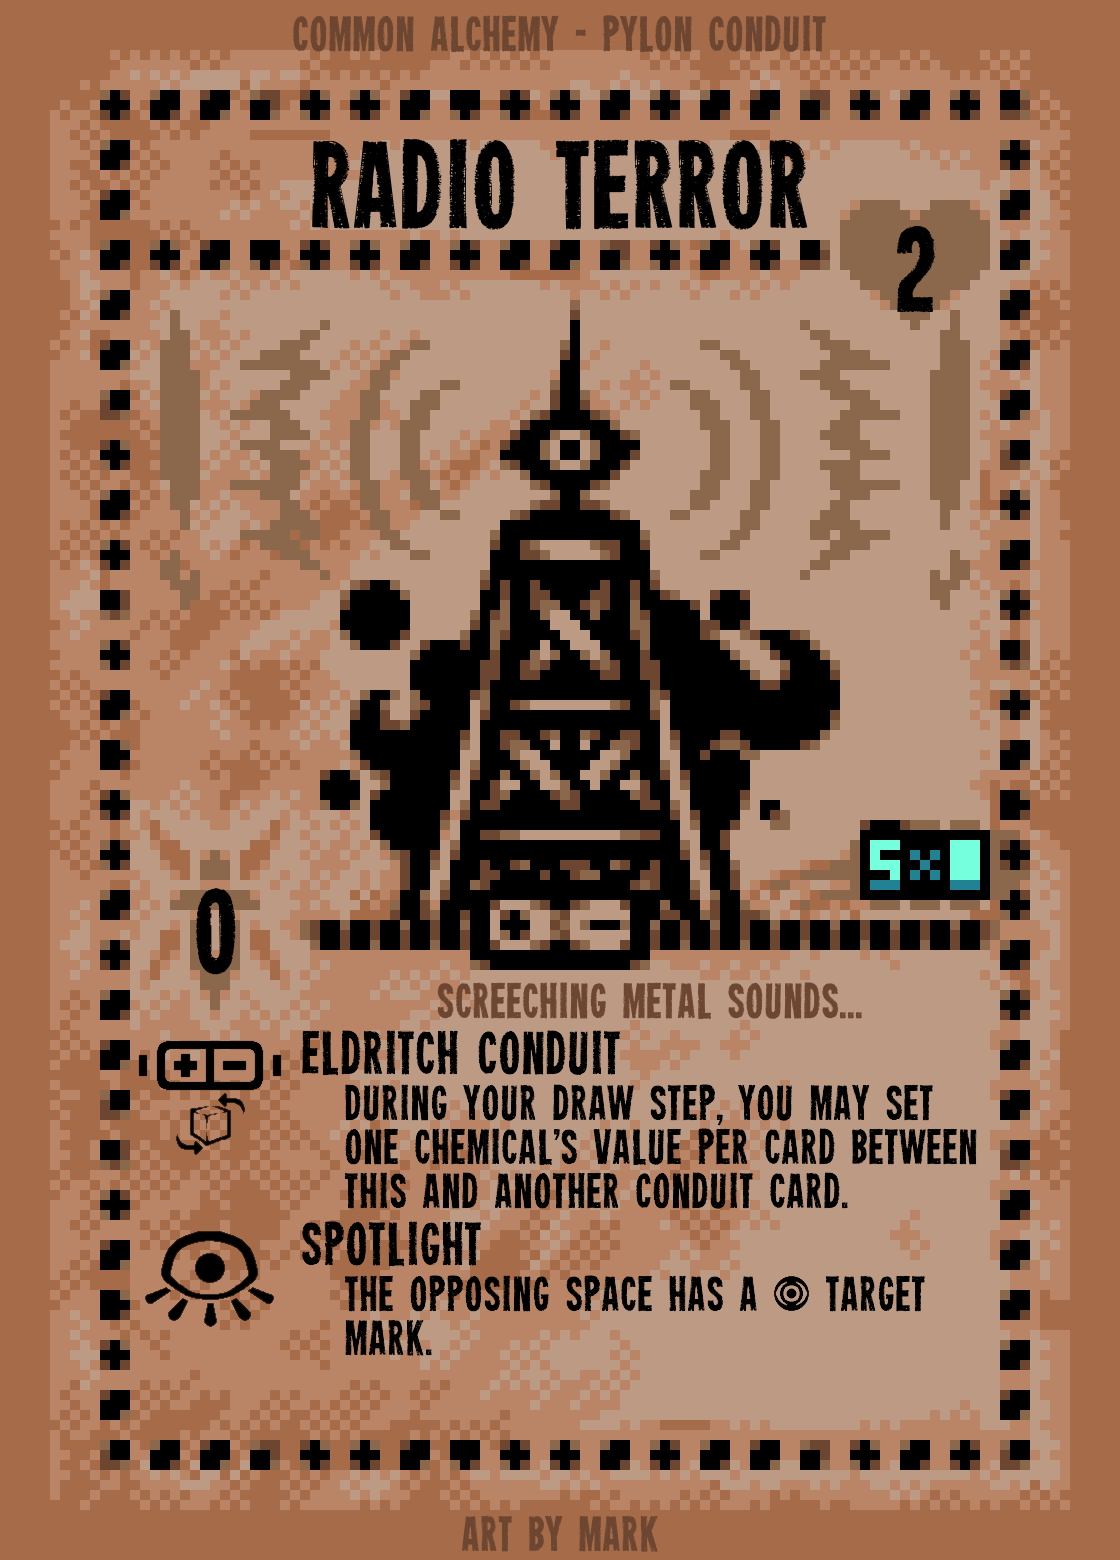 COMMON ALCHEMY - PYLON CONDUIT
RADIO TERROR
2
5x
0
SCREECHING METAL SOUNDS...
ELDRITCH CONDUIT
DURING YOUR DRAW STEP, YOU MAY SET
ONE CHEMICAL'S VALUE PER CARD BETWEEN
THIS AND ANOTHER CONDUIT CARD.
SPOTLIGHT
THE OPPOSING SPACE HAS A TARGET
MARK.
ART BY MARK